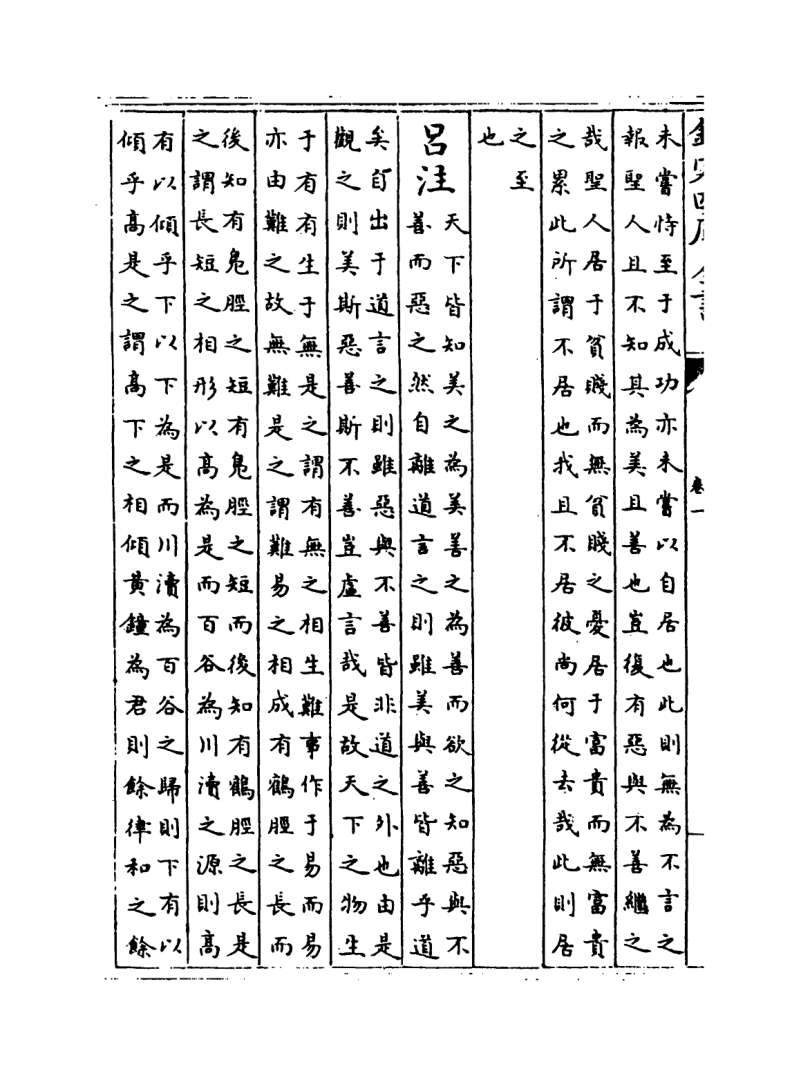 欽定四庫全書 卷一
未嘗恃至于成功亦未嘗以自居也此則無為不言之
報聖人且不知其為美且善也豈復有惡與不善繼之
哉聖人居于貧賤而無貧賤之憂居于富貴而無富貴
之累此所謂不居也我且不居彼尚何從去哉此則居
之至
也
呂注
天下皆知美之為美善之為善而欲之知惡與不
善而惡之然自離道言之則雖美與善皆離乎道
矣自出于道言之則雖惡與不善皆非道之外也由是
觀之則美斯惡善斯不善豈虛言哉是故天下之物生
于有有生于無是之謂有無之相生難事作于易而易
亦由難之故無難是之謂難易之相成有鶴脛之長而
後知有鳬脛之短有鳬脛之短而後知有鶴脛之長是
之謂長短之相形以高為是而百谷為川瀆之源則高
有以傾乎下以下為是而川瀆為百谷之歸則下有以
傾乎高是之謂高下之相傾黄鐘為君則餘律和之餘